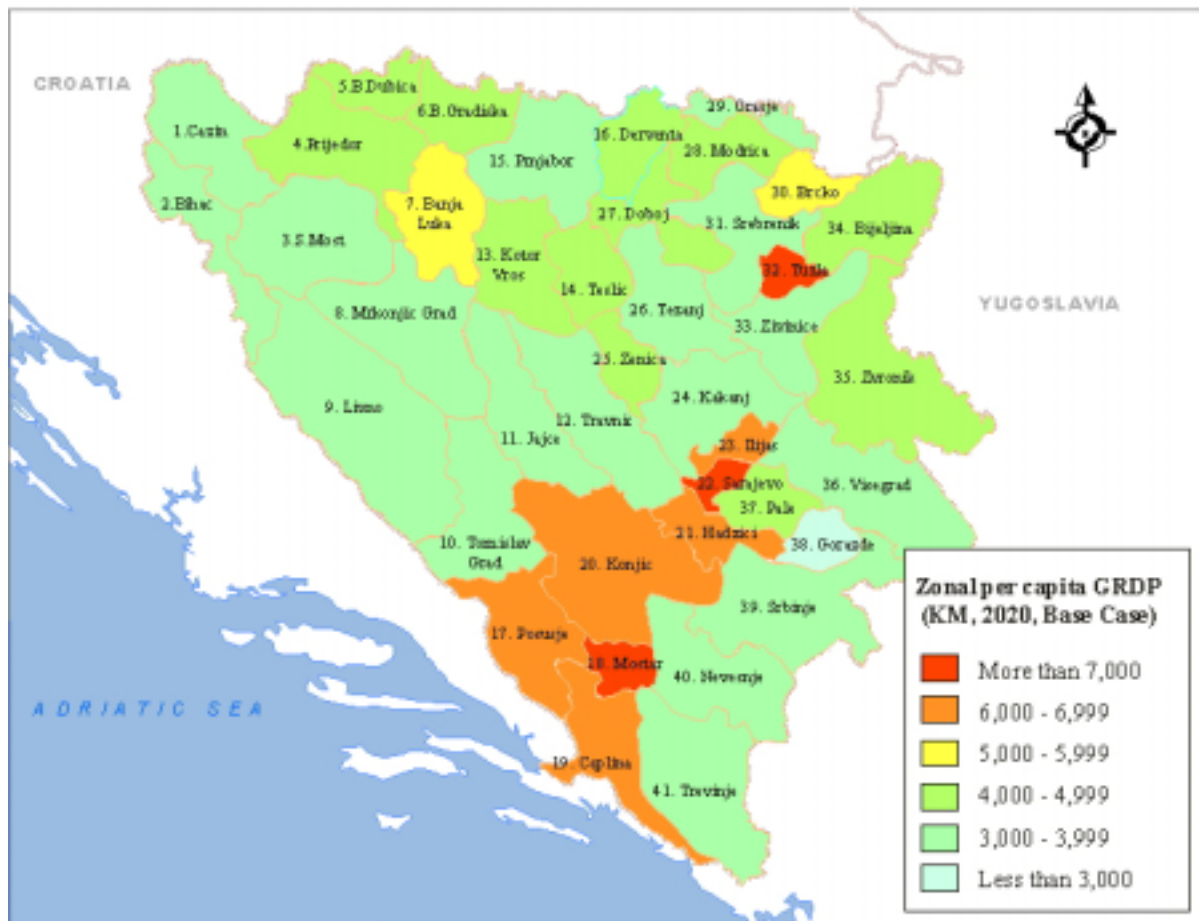 CROATIA
5.B.Dubica
6.B.Gradiska
29. Orasje
1.Cazin
4.Prijedor
16. Derventa
28. Modrica
15. Prnjabor
30. Brcko
2.Bihac
7. Banja
Luka
27. Doboj
31. Srebrenik
34. Bijeljina
3.S.Most
13. Kotor
Vros
32. Tuzla
14. Teslic
YUGOSLAVIA
8. Mrkonjic Grad
26. Tesanj
33. Zivinice
25. Zenica
35. Zvornik
24. Kakanj
9. Livno
12. Travnik
11. Jajce
23. Ilijas
22. Sarajevo
36. Visegrad
37. Pale
21. Hadzici
38. Gorazde
10. Tomislav
Grad
20. Konjic
39. Srbinje
17. Posusje
18. Mostar
40. Nevesnje
ADRIATIC SEA
19. Caplina
41. Trevinje
Zonal per capita GRDP
(KM, 2020, Base Case)
More than 7,000
6,000 - 6,999
5,000 - 5,999
4,000 - 4,999
3,000 - 3,999
Less than 3,000